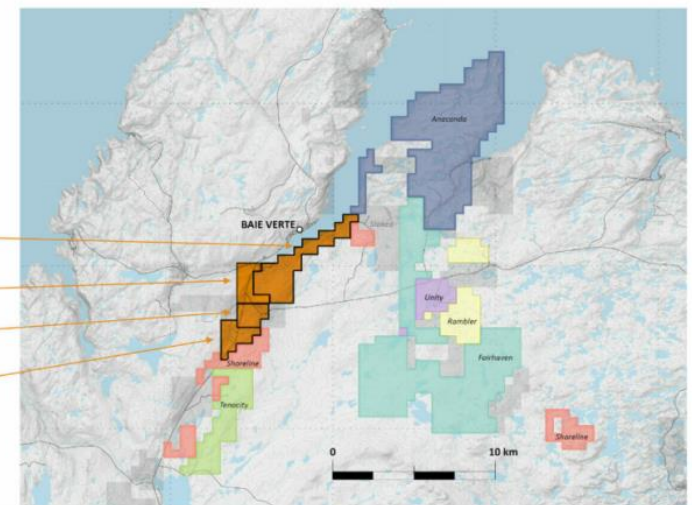 Anaconda
BAIE VERTE
Unity
Rambler
Fairhaven
Shoreline
Tenacity
Shoreline
0
10 km